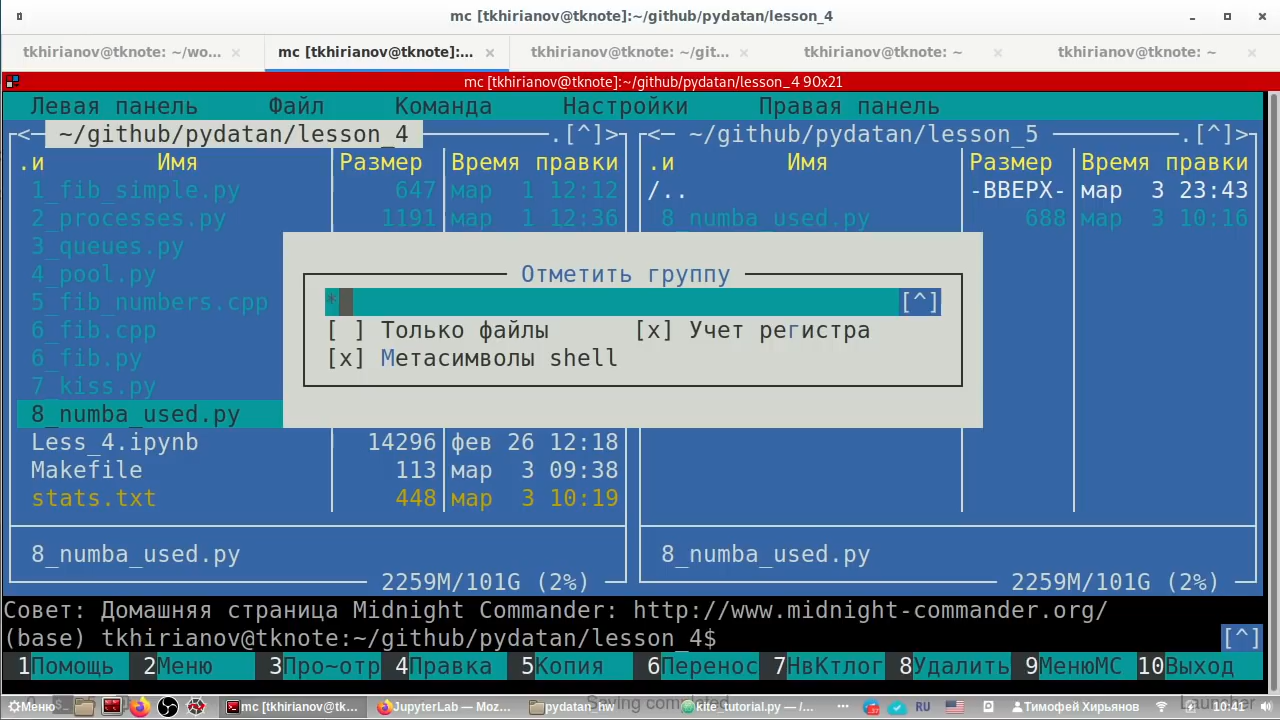 mc [tkhirianov@tknote]:~/github/pydatan/lesson_4
tkhirianov@tknote: ~/wo... × mc [tkhirianov@tknote]:... × tkhirianov@tknote: ~/git... × tkhirianov@tknote: ~ × tkhirianov@tknote: ~ ×
mc [tkhirianov@tknote]:~/github/pydatan/lesson_4 90x21
Левая панель Файл Команда Настройки Правая панель
<─ ~/github/pydatan/lesson_4 .[^]> <─ ~/github/pydatan/lesson_5 .[^]>
.и Имя Размер Время правки .и Имя Размер Время правки
1_fib_simple.py 647 мар 1 12:12 /.. -ВВЕРХ- мар 3 23:43
2_processes.py 1191 мар 1 12:36 8_numba_used.py 688 мар 3 10:16
3_queues.py
4_pool.py Отметить группу
5_fib_numbers.cpp * [^]
6_fib.cpp [ ] Только файлы [x] Учет регистра
6_fib.py [x] Метасимволы shell
7_kiss.py
8_numba_used.py
Less_4.ipynb 14296 фев 26 12:18
Makefile 113 мар 3 09:38
stats.txt 448 мар 3 10:19
8_numba_used.py 8_numba_used.py
2259M/101G (2%) 2259M/101G (2%)
Совет: Домашняя страница Midnight Commander: http://www.midnight-commander.org/
(base) tkhirianov@tknote:~/github/pydatan/lesson_4$ [^]
1Помощь 2Меню 3Про~отр 4Правка 5Копия 6Перенос 7НвКтлог 8Удалить 9МенюМС 10Выход
Saving completed Launcher
Меню mc [tkhirianov@tk... JupyterLab — Moz... pydatan_hw kite_tutorial.py — /... ... RU Тимофей Хирьянов 10:41